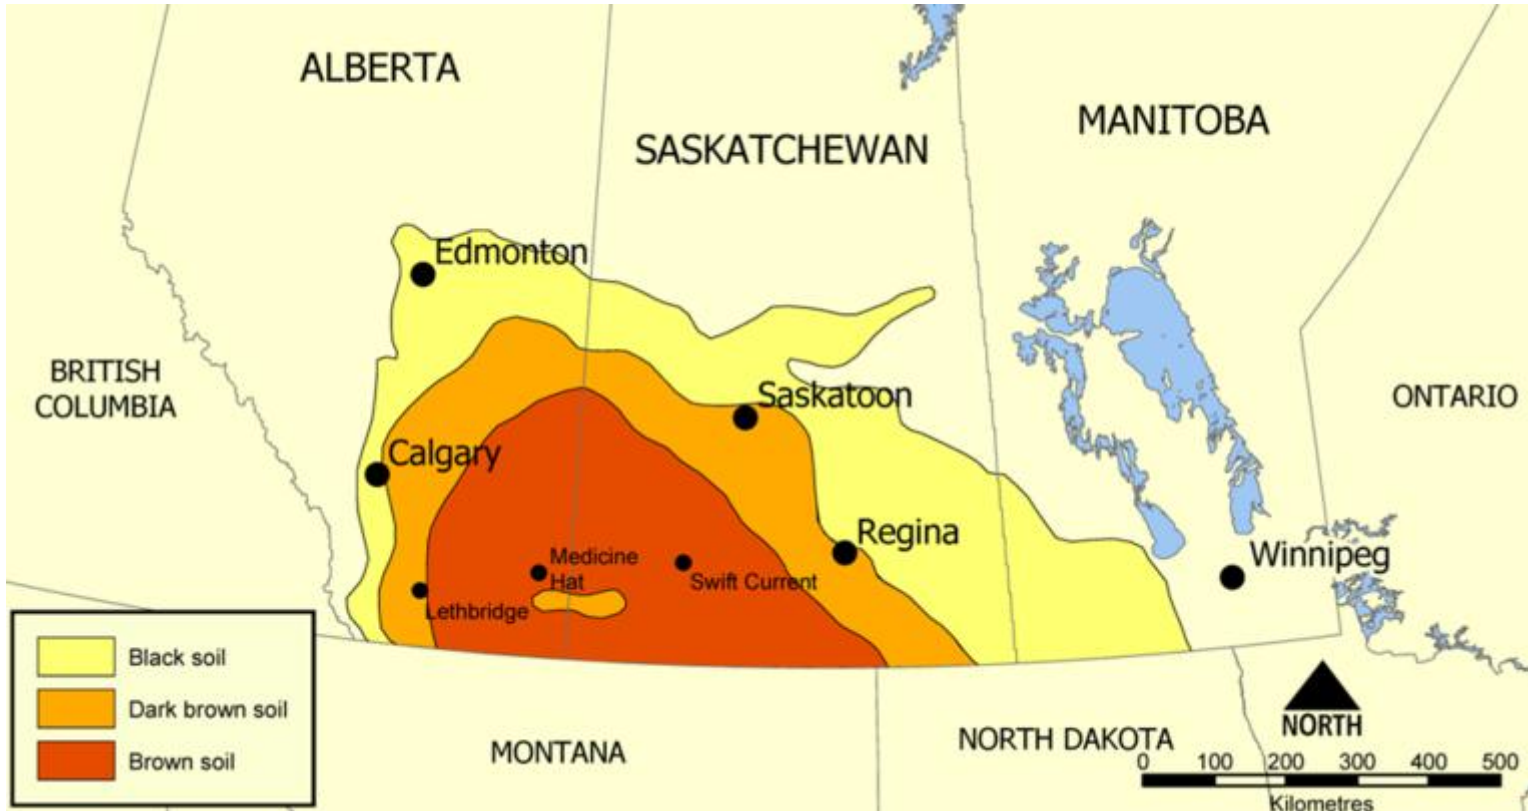 ALBERTA
SASKATCHEWAN
MANITOBA
Edmonton
BRITISH
COLUMBIA
ONTARIO
Saskatoon
Calgary
Regina
Winnipeg
Medicine
Hat
Swift Current
Lethbridge
Black soil
Dark brown soil
Brown soil
MONTANA
NORTH DAKOTA
NORTH
0 100 200 300 400 500
Kilometres